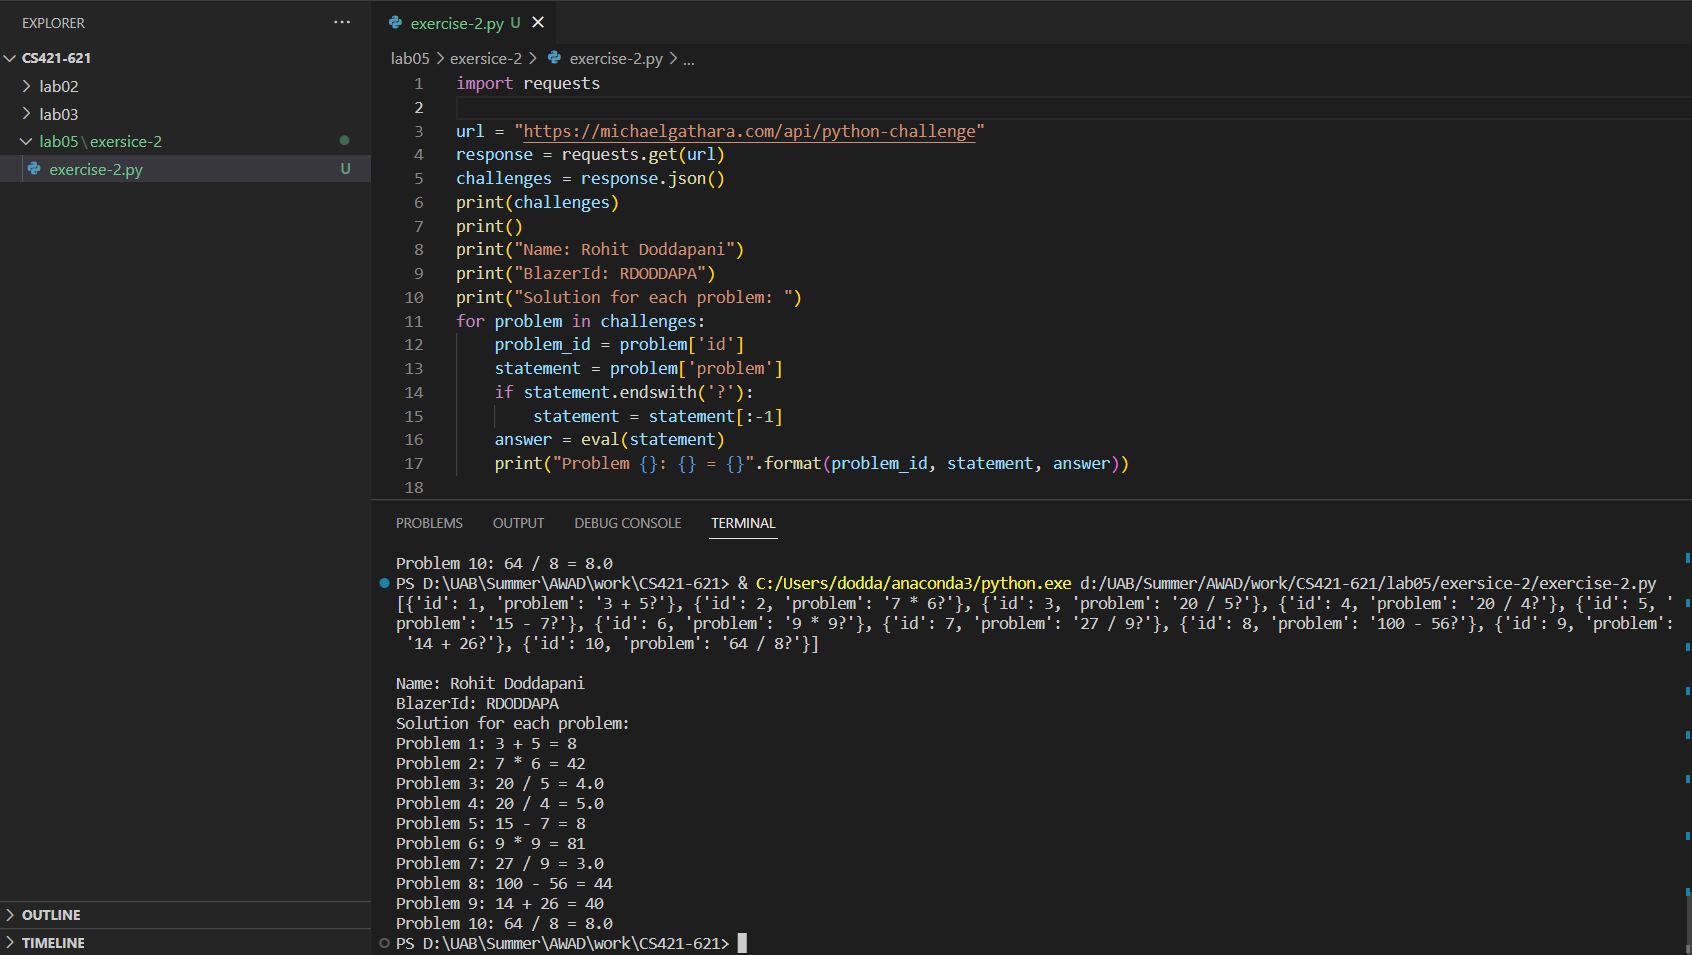 EXPLORER ···
CS421-621
lab02
lab03
lab05\exersice-2
exercise-2.py U
OUTLINE
TIMELINE
exercise-2.py U
lab05 > exersice-2 > exercise-2.py > ...
1 import requests
2
3 url = "https://michaelgathara.com/api/python-challenge"
4 response = requests.get(url)
5 challenges = response.json()
6 print(challenges)
7 print()
8 print("Name: Rohit Doddapani")
9 print("BlazerId: RDODDAPA")
10 print("Solution for each problem: ")
11 for problem in challenges:
12     problem_id = problem['id']
13     statement = problem['problem']
14     if statement.endswith('?'):
15         statement = statement[:-1]
16     answer = eval(statement)
17     print("Problem {}: {} = {}".format(problem_id, statement, answer))
18
PROBLEMS OUTPUT DEBUG CONSOLE TERMINAL
Problem 10: 64 / 8 = 8.0
PS D:\UAB\Summer\AWAD\work\CS421-621> & C:/Users/dodda/anaconda3/python.exe d:/UAB/Summer/AWAD/work/CS421-621/lab05/exersice-2/exercise-2.py
[{'id': 1, 'problem': '3 + 5?'}, {'id': 2, 'problem': '7 * 6?'}, {'id': 3, 'problem': '20 / 5?'}, {'id': 4, 'problem': '20 / 4?'}, {'id': 5, '
problem': '15 - 7?'}, {'id': 6, 'problem': '9 * 9?'}, {'id': 7, 'problem': '27 / 9?'}, {'id': 8, 'problem': '100 - 56?'}, {'id': 9, 'problem':
'14 + 26?'}, {'id': 10, 'problem': '64 / 8?'}]
Name: Rohit Doddapani
BlazerId: RDODDAPA
Solution for each problem:
Problem 1: 3 + 5 = 8
Problem 2: 7 * 6 = 42
Problem 3: 20 / 5 = 4.0
Problem 4: 20 / 4 = 5.0
Problem 5: 15 - 7 = 8
Problem 6: 9 * 9 = 81
Problem 7: 27 / 9 = 3.0
Problem 8: 100 - 56 = 44
Problem 9: 14 + 26 = 40
Problem 10: 64 / 8 = 8.0
PS D:\UAB\Summer\AWAD\work\CS421-621>